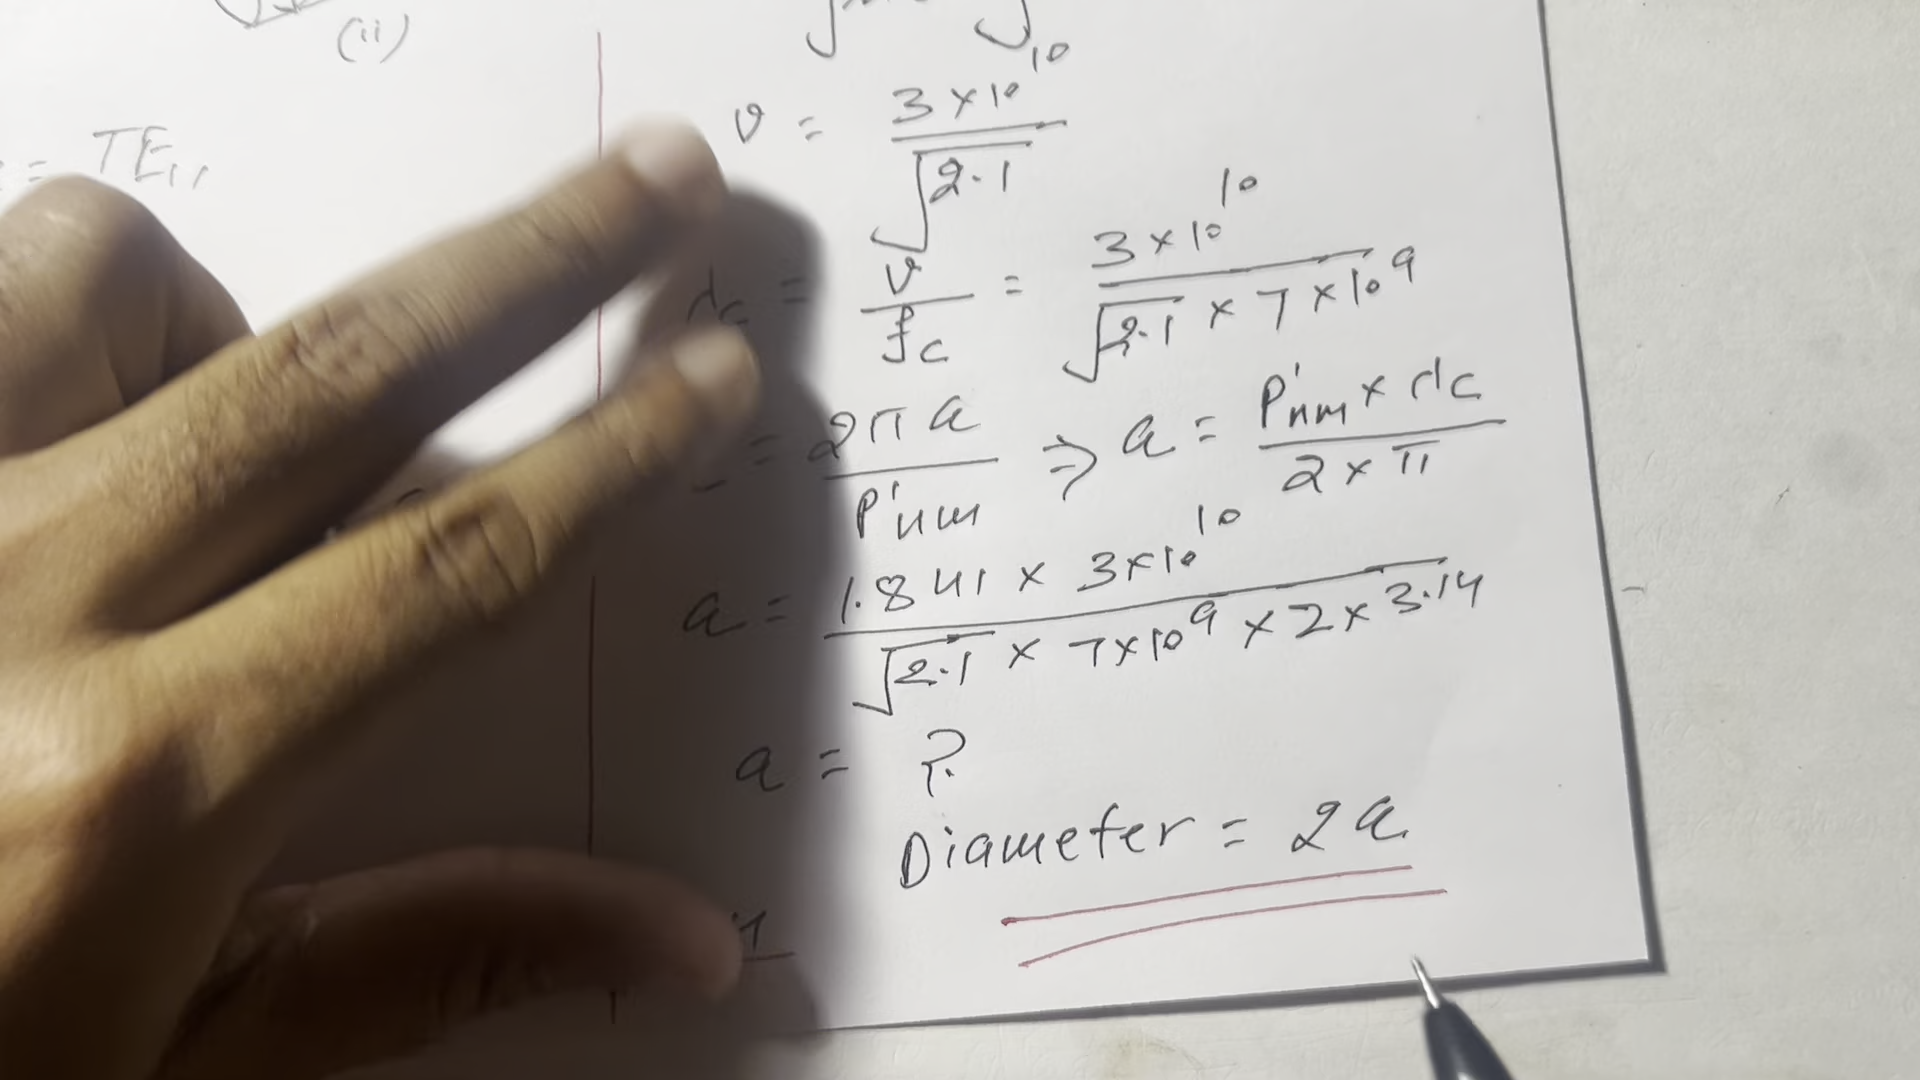 (ii)
= TE₁₁
v = 3 × 10^10 / √2.1
λc = v / fc = 3 × 10^10 / √2.1 × 7 × 10^9
= 2πa / P'nm ⇒ a = P'nm × λc / 2 × π
a = 1.841 × 3 × 10^10 / √2.1 × 7 × 10^9 × 2 × 3.14
a = ?
Diameter = 2a